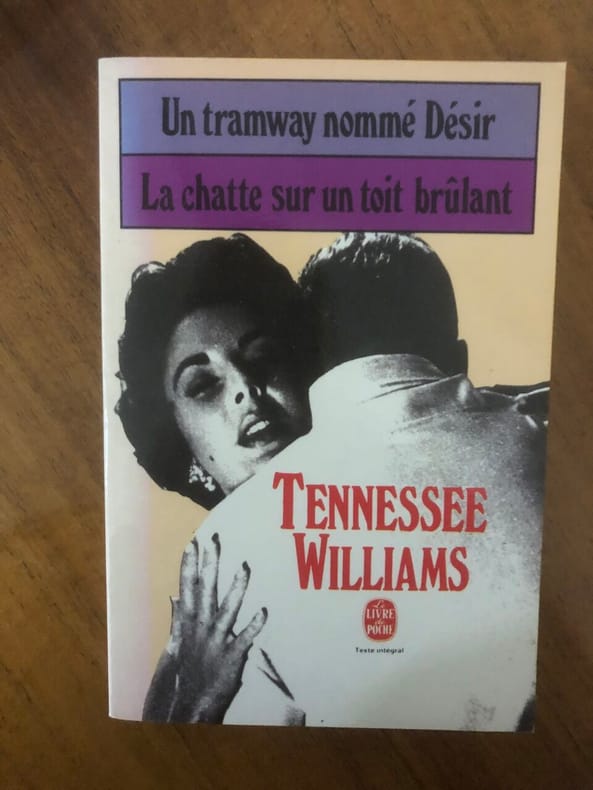 Un tramway nommé Désir
La chatte sur un toit brûlant
TENNESSEE
WILLIAMS
Le
LIVRE
de
POCHE
Texte intégral